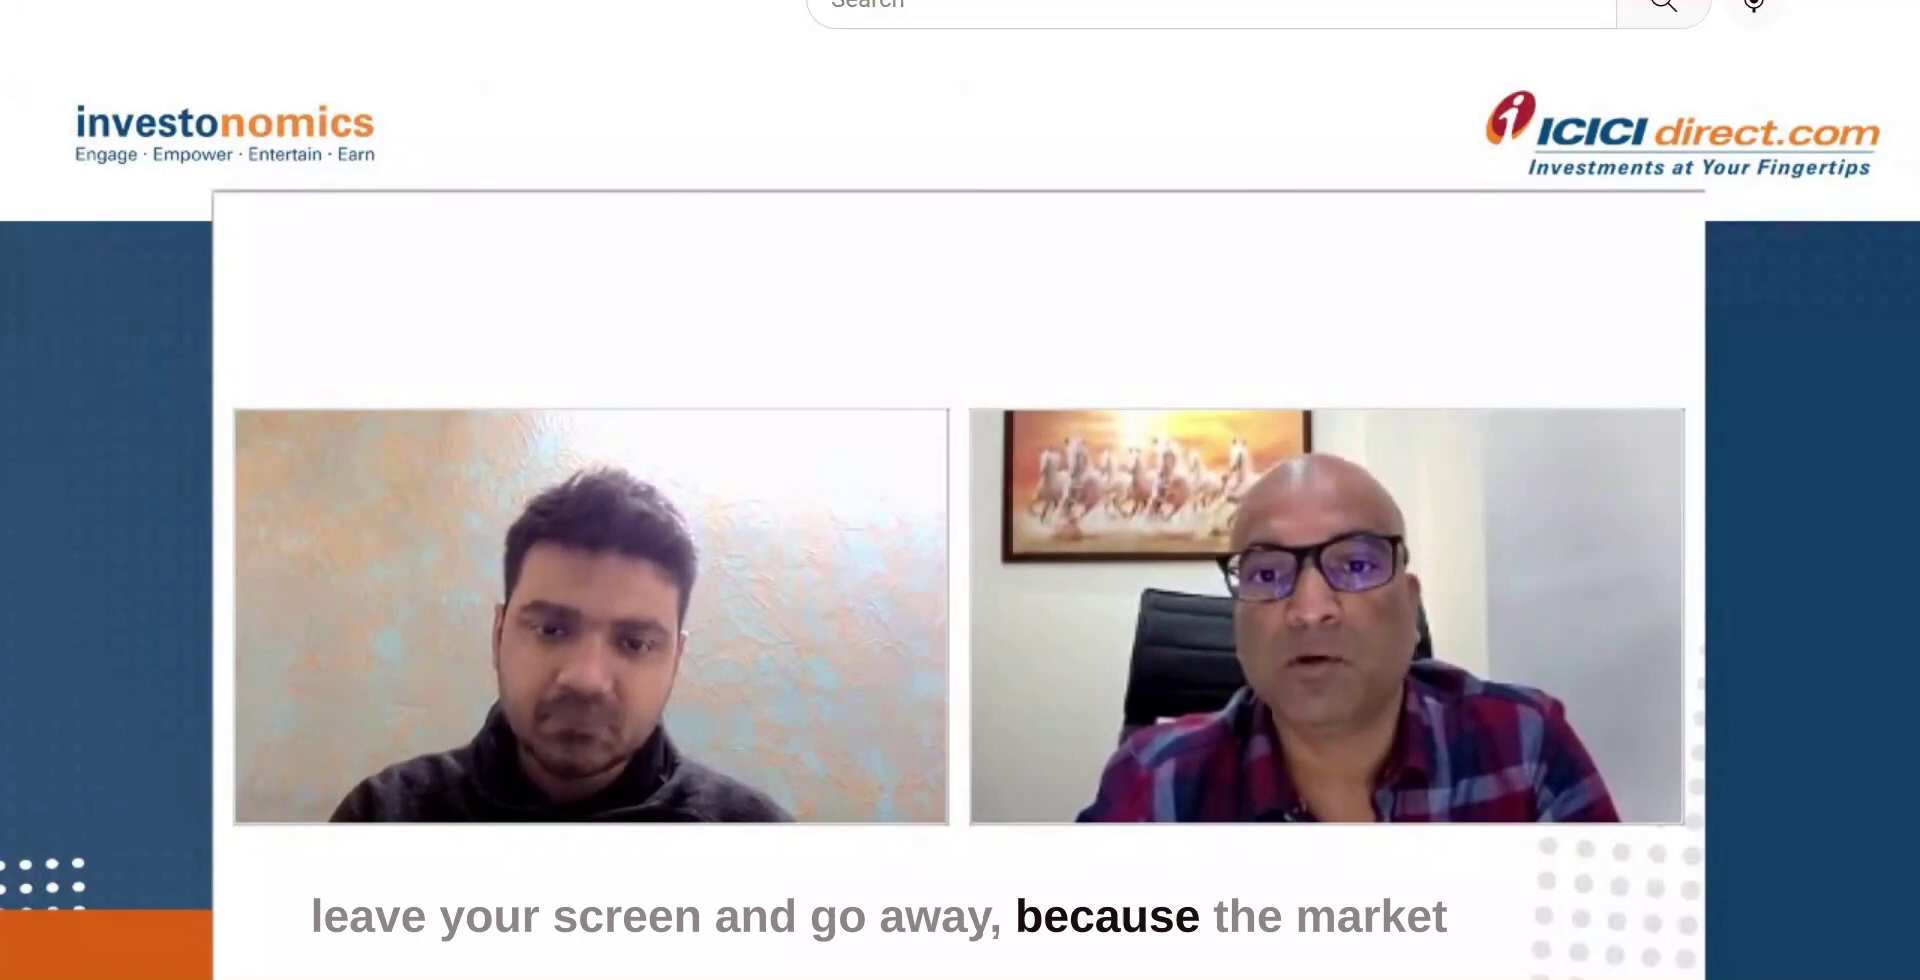 Search
investonomics
Engage · Empower · Entertain · Earn
ICICI direct.com
Investments at Your Fingertips
leave your screen and go away, because the market